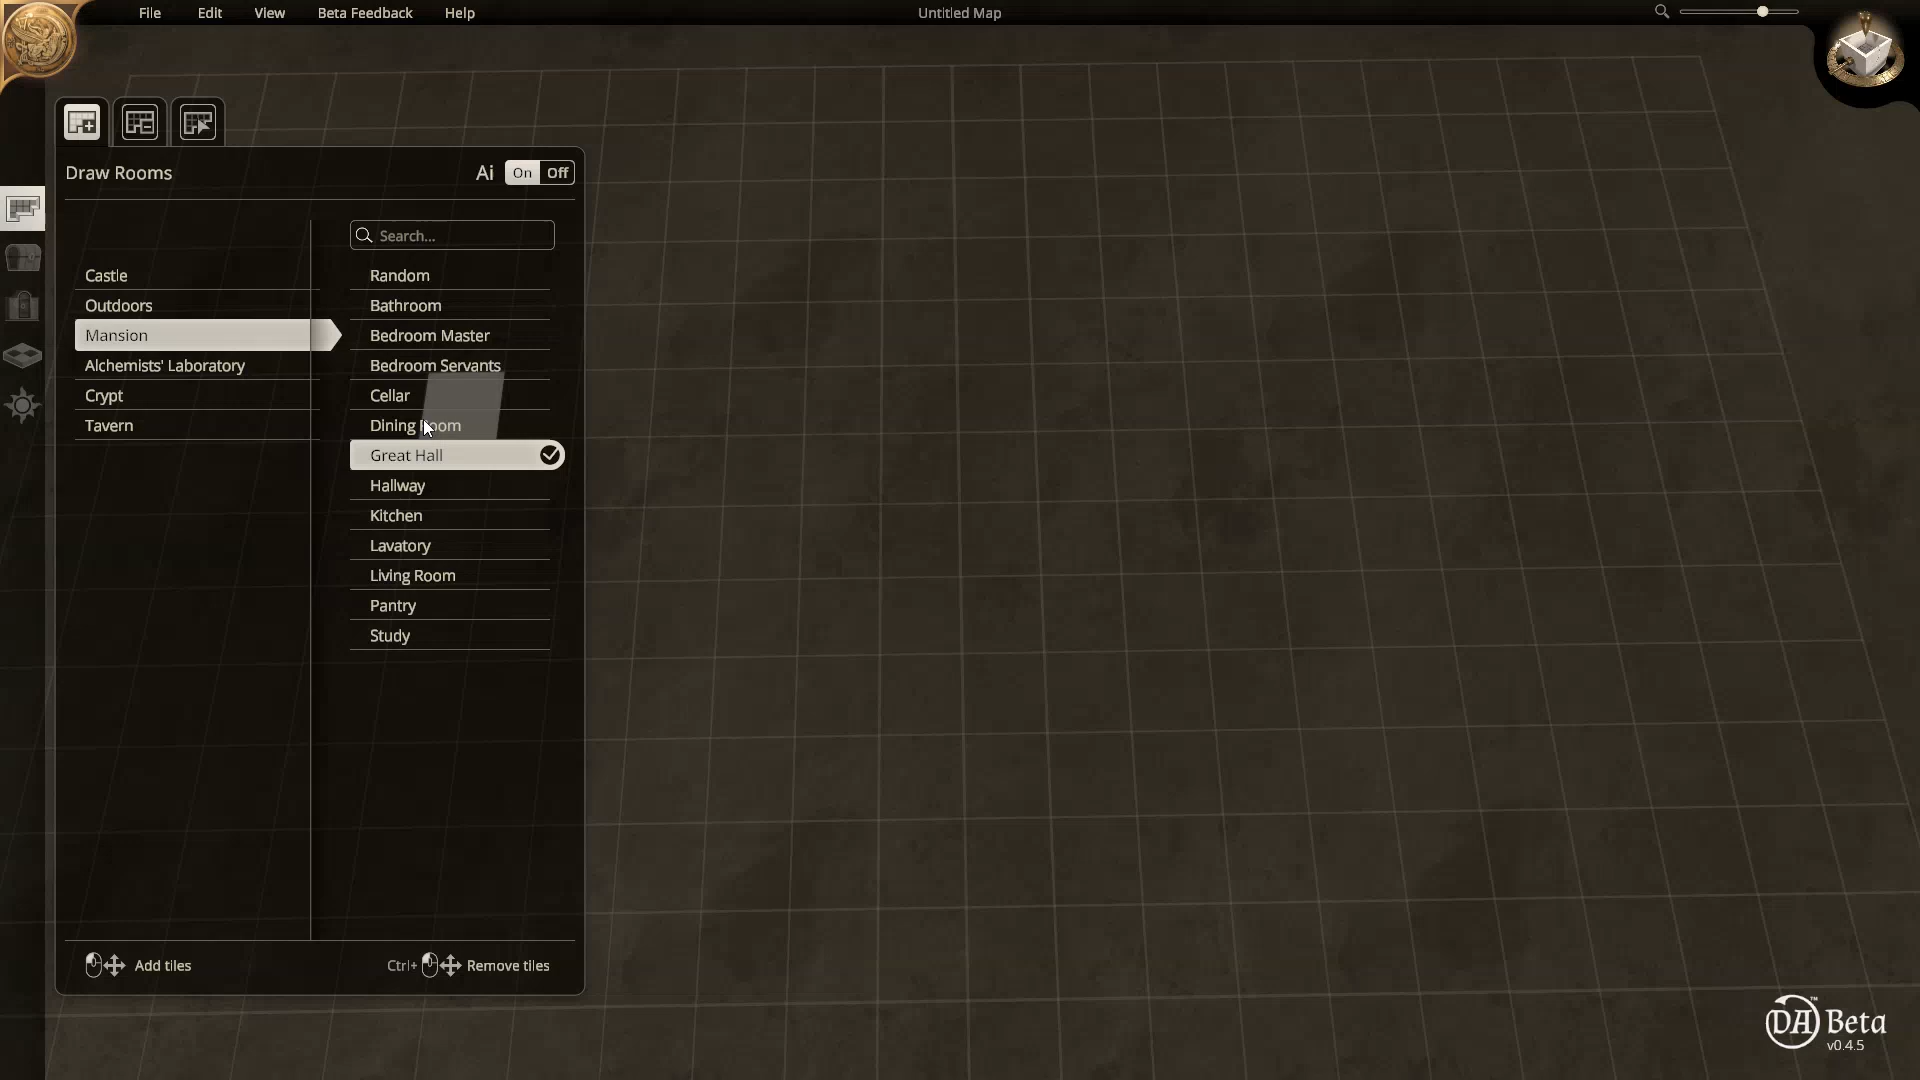 File Edit View Beta Feedback Help Untitled Map
Draw Rooms Ai On Off
Search...
Castle
Outdoors
Mansion
Alchemists' Laboratory
Crypt
Tavern
Random
Bathroom
Bedroom Master
Bedroom Servants
Cellar
Dining Room
Great Hall
Hallway
Kitchen
Lavatory
Living Room
Pantry
Study
Add tiles
Ctrl+ Remove tiles
DA™ Beta
v0.4.5